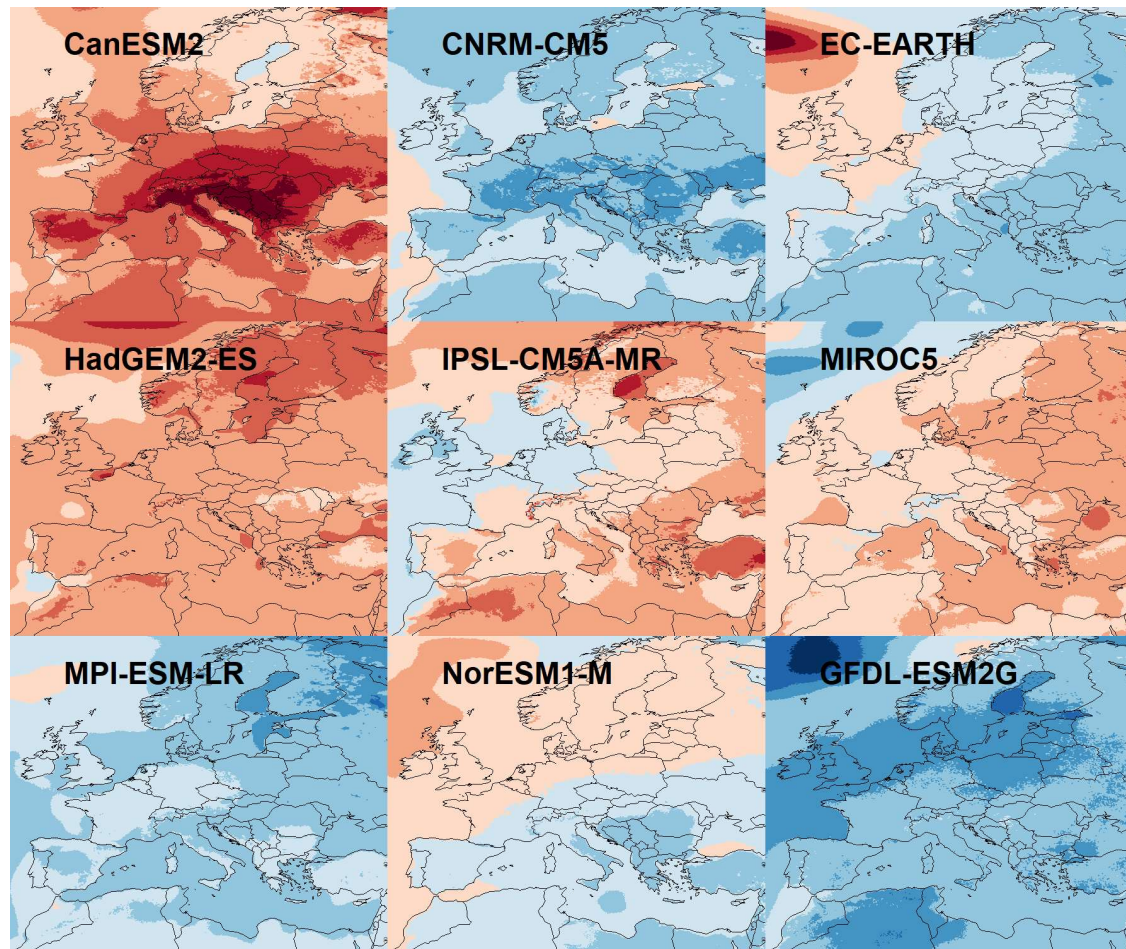 CanESM2
CNRM-CM5
EC-EARTH
HadGEM2-ES
IPSL-CM5A-MR
MIROC5
MPI-ESM-LR
NorESM1-M
GFDL-ESM2G